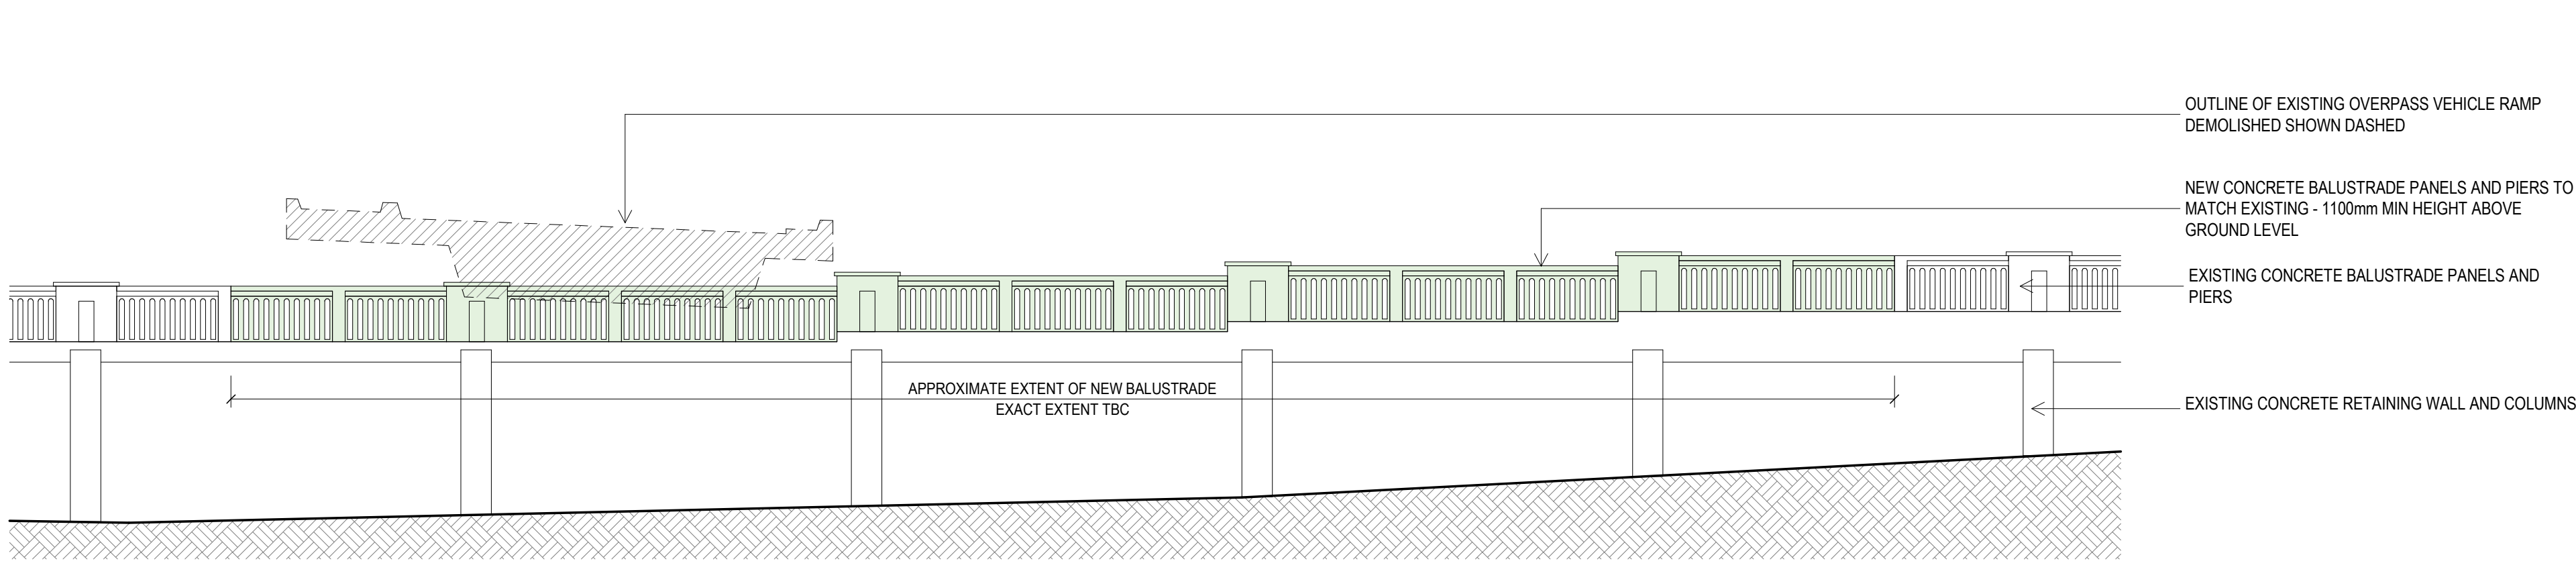 OUTLINE OF EXISTING OVERPASS VEHICLE RAMP
DEMOLISHED SHOWN DASHED
NEW CONCRETE BALUSTRADE PANELS AND PIERS TO
MATCH EXISTING - 1100mm MIN HEIGHT ABOVE
GROUND LEVEL
EXISTING CONCRETE BALUSTRADE PANELS AND
PIERS
APPROXIMATE EXTENT OF NEW BALUSTRADE
EXACT EXTENT TBC
EXISTING CONCRETE RETAINING WALL AND COLUMNS